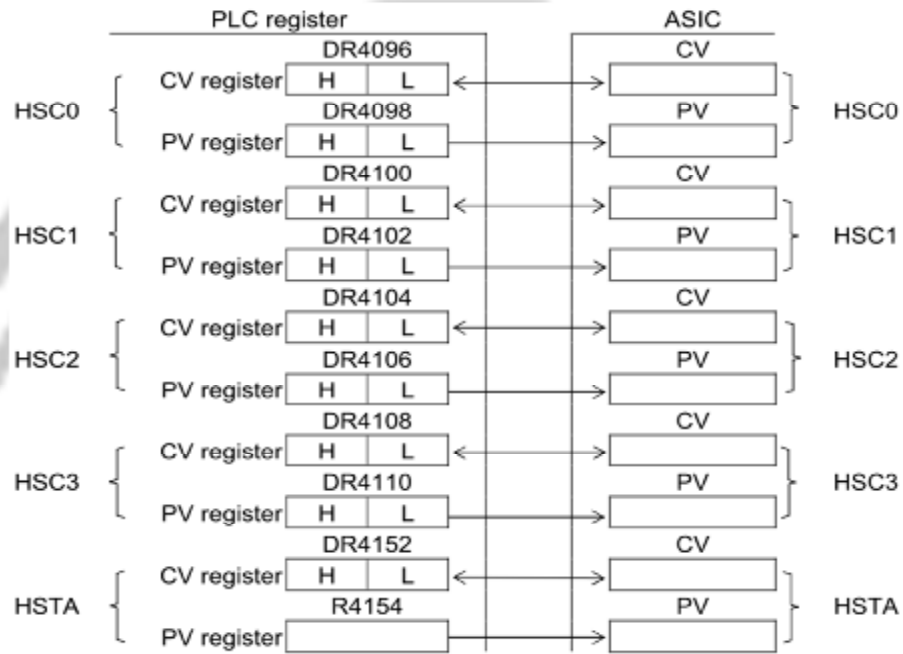 PLC register ASIC
DR4096 CV
CV register H L
HSC0 DR4098 PV HSC0
PV register H L
DR4100 CV
CV register H L
HSC1 DR4102 PV HSC1
PV register H L
DR4104 CV
CV register H L
HSC2 DR4106 PV HSC2
PV register H L
DR4108 CV
CV register H L
HSC3 DR4110 PV HSC3
PV register H L
DR4152 CV
CV register H L
HSTA R4154 PV HSTA
PV register